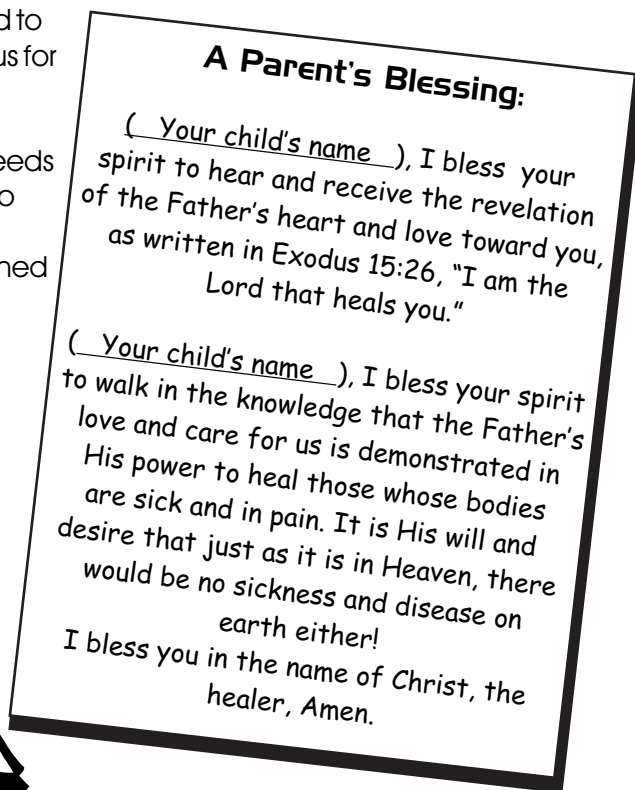 d to
us for
eeds
o
ned
A Parent's Blessing:
( Your child's name ), I bless your
spirit to hear and receive the revelation
of the Father's heart and love toward you,
as written in Exodus 15:26, “I am the
Lord that heals you.”
( Your child's name ), I bless your spirit
to walk in the knowledge that the Father's
love and care for us is demonstrated in
His power to heal those whose bodies
are sick and in pain. It is His will and
desire that just as it is in Heaven, there
would be no sickness and disease on
earth either!
I bless you in the name of Christ, the
healer, Amen.